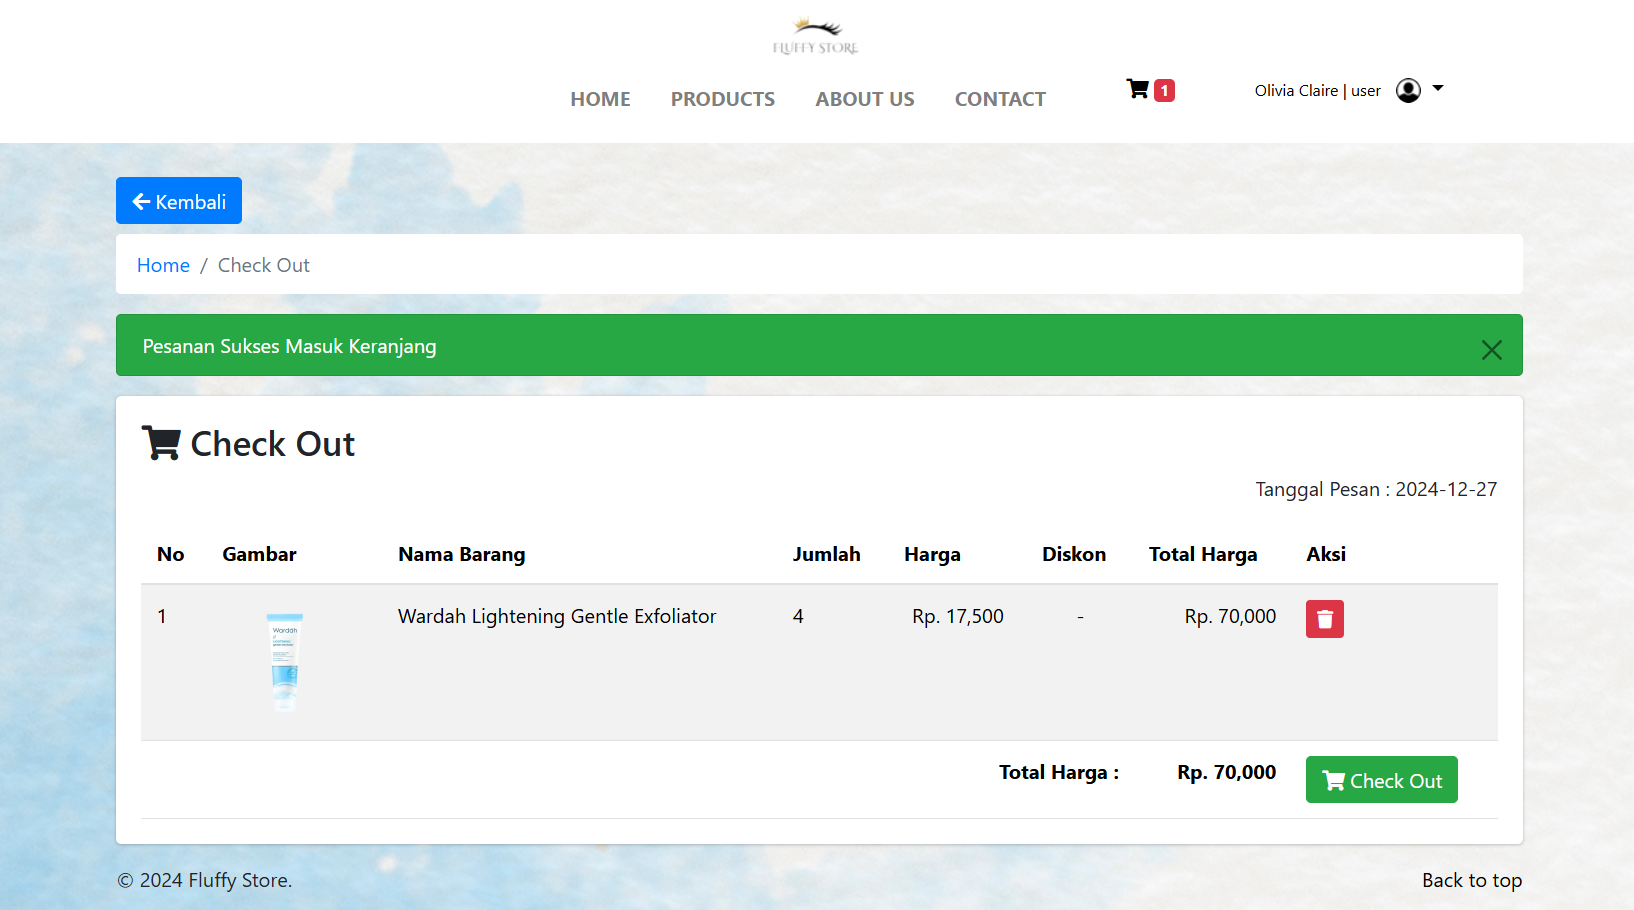 FLUFFY STORE
HOME PRODUCTS ABOUT US CONTACT 1 Olivia Claire | user
Kembali
Home / Check Out
Pesanan Sukses Masuk Keranjang
Check Out
Tanggal Pesan : 2024-12-27
No Gambar Nama Barang Jumlah Harga Diskon Total Harga Aksi
1 Wardah Lightening Gentle Exfoliator 4 Rp. 17,500 - Rp. 70,000
Wardah
Total Harga : Rp. 70,000 Check Out
© 2024 Fluffy Store. Back to top